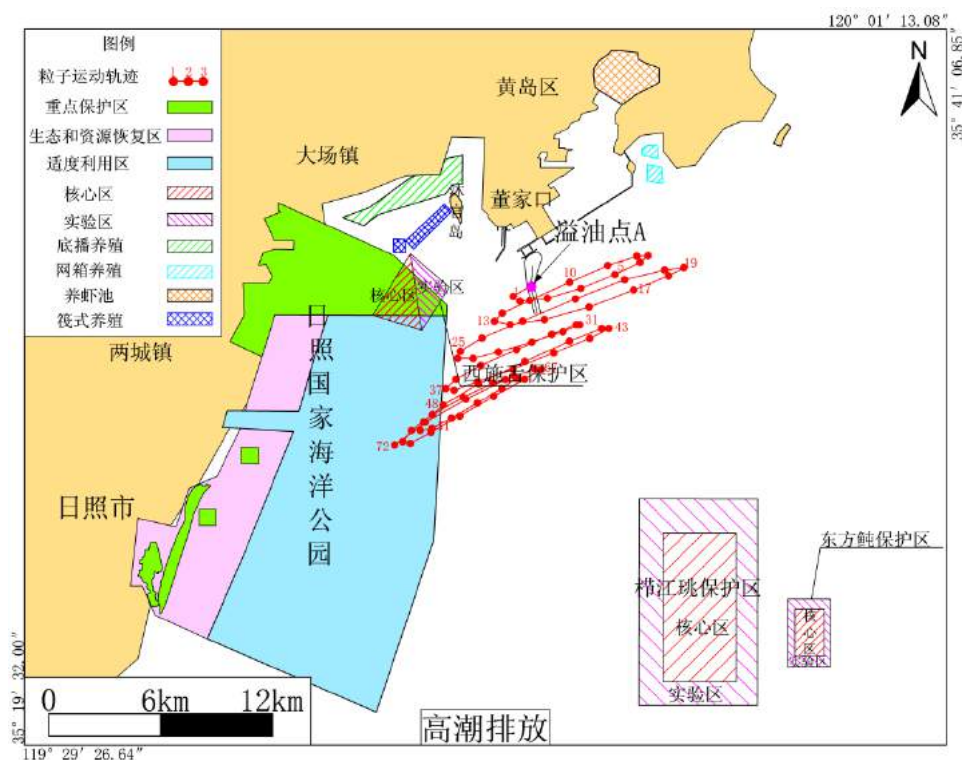 120° 01′ 13.08″
35° 41′ 06.85″
N
图例
1 2 3
粒子运动轨迹
重点保护区
生态和资源恢复区
适度利用区
核心区
实验区
底播养殖
网箱养殖
养虾池
筏式养殖
黄岛区
大场镇
董家口
溢油点A
核心区
实验区
两城镇
日照国家海洋公园
西施舌保护区
1
5
10
13
17
19
25
31
37
43
48
72
日照市
东方鲀保护区
栉江珧保护区
核心区
实验区
核心区
实验区
0 6km 12km
高潮排放
35° 19′ 32.00″
119° 29′ 26.64″